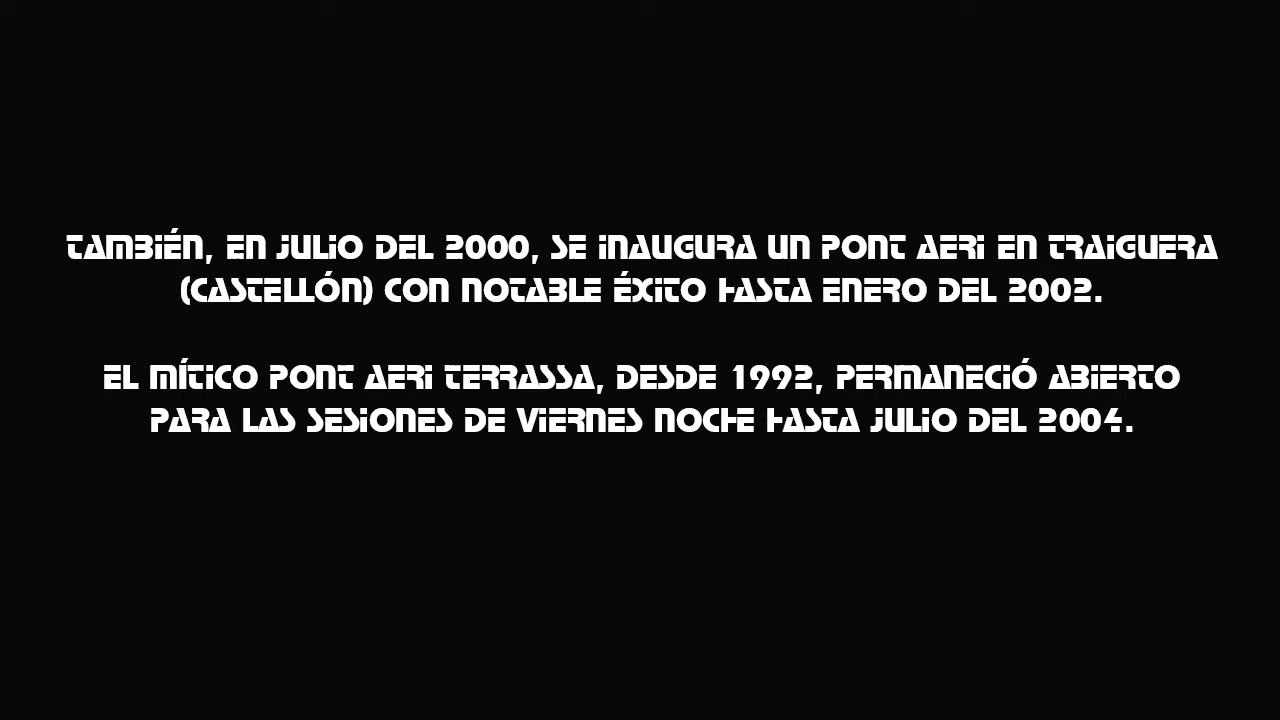 TAMBIÉN, EN JULIO DEL 2000, SE INAUGURA UN PONT AERI EN TRAIGUERA
(CASTELLÓN) CON NOTABLE ÉXITO HASTA ENERO DEL 2002.
EL MÍTICO PONT AERI TERRASSA, DESDE 1992, PERMANECIÓ ABIERTO
PARA LAS SESIONES DE VIERNES NOCHE HASTA JULIO DEL 2004.